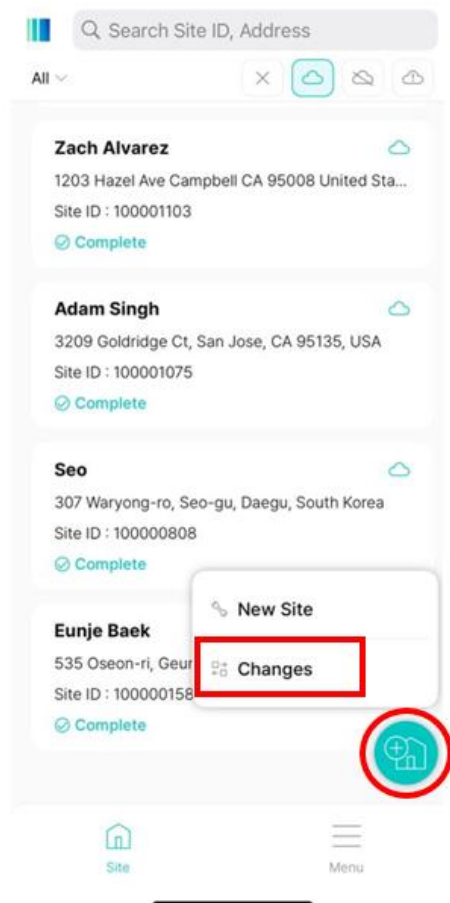 Search Site ID, Address
All
Zach Alvarez
1203 Hazel Ave Campbell CA 95008 United Sta...
Site ID : 100001103
Complete
Adam Singh
3209 Goldridge Ct, San Jose, CA 95135, USA
Site ID : 100001075
Complete
Seo
307 Waryong-ro, Seo-gu, Daegu, South Korea
Site ID : 100000808
Complete
New Site
Eunje Baek
535 Oseon-ri, Geur
Changes
Site ID : 100000158
Complete
Site
Menu